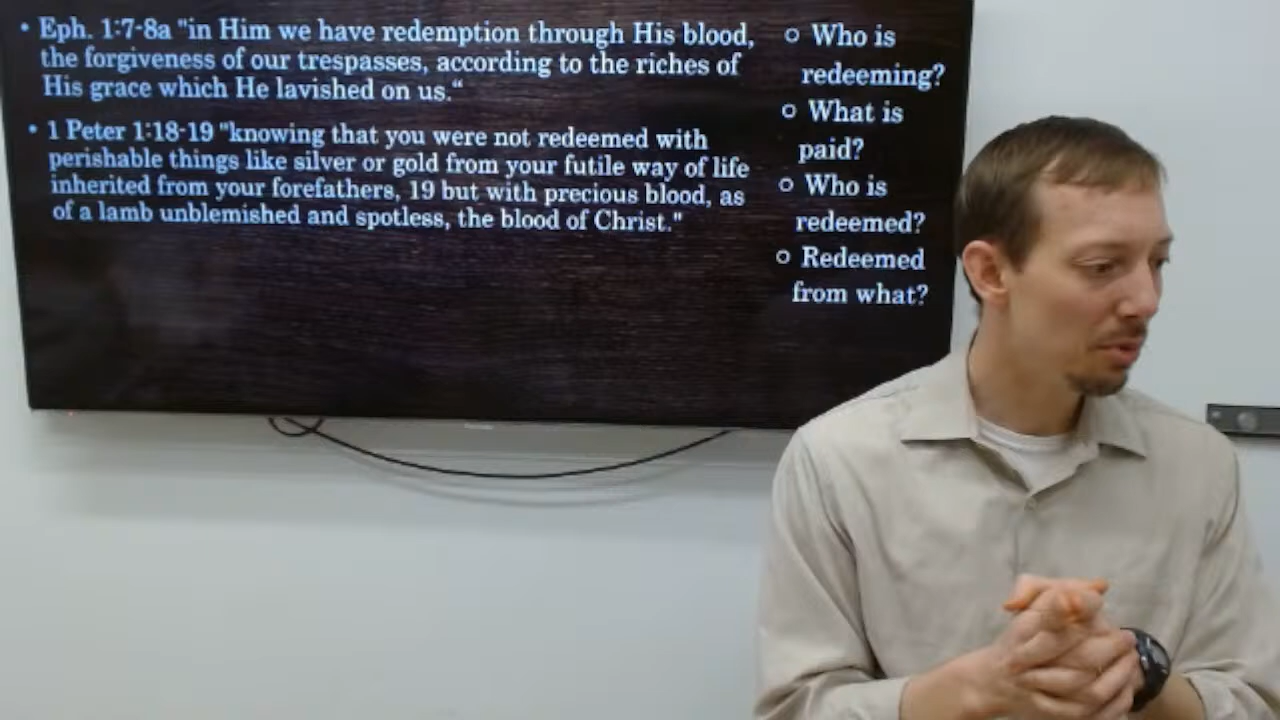 • Eph. 1:7-8a "in Him we have redemption through His blood,
the forgiveness of our trespasses, according to the riches of
His grace which He lavished on us.“
• 1 Peter 1:18-19 "knowing that you were not redeemed with
perishable things like silver or gold from your futile way of life
inherited from your forefathers, 19 but with precious blood, as
of a lamb unblemished and spotless, the blood of Christ."
○ Who is
redeeming?
○ What is
paid?
○ Who is
redeemed?
○ Redeemed
from what?